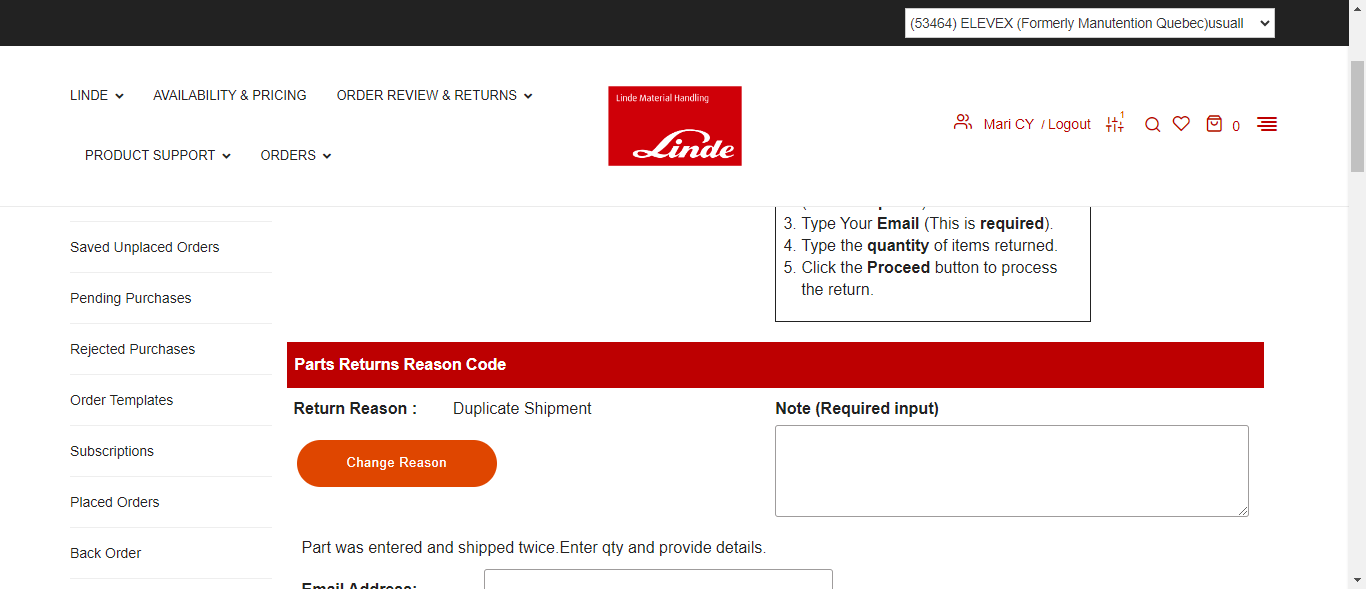 (53464) ELEVEX (Formerly Manutention Quebec)usuall
LINDE
AVAILABILITY & PRICING
ORDER REVIEW & RETURNS
PRODUCT SUPPORT
ORDERS
Linde Material Handling
Linde
Mari CY / Logout
1
0
3. Type Your Email (This is required).
4. Type the quantity of items returned.
5. Click the Proceed button to process
the return.
Saved Unplaced Orders
Pending Purchases
Rejected Purchases
Order Templates
Subscriptions
Placed Orders
Back Order
Parts Returns Reason Code
Return Reason : Duplicate Shipment
Note (Required input)
Change Reason
Part was entered and shipped twice.Enter qty and provide details.
Email Address: